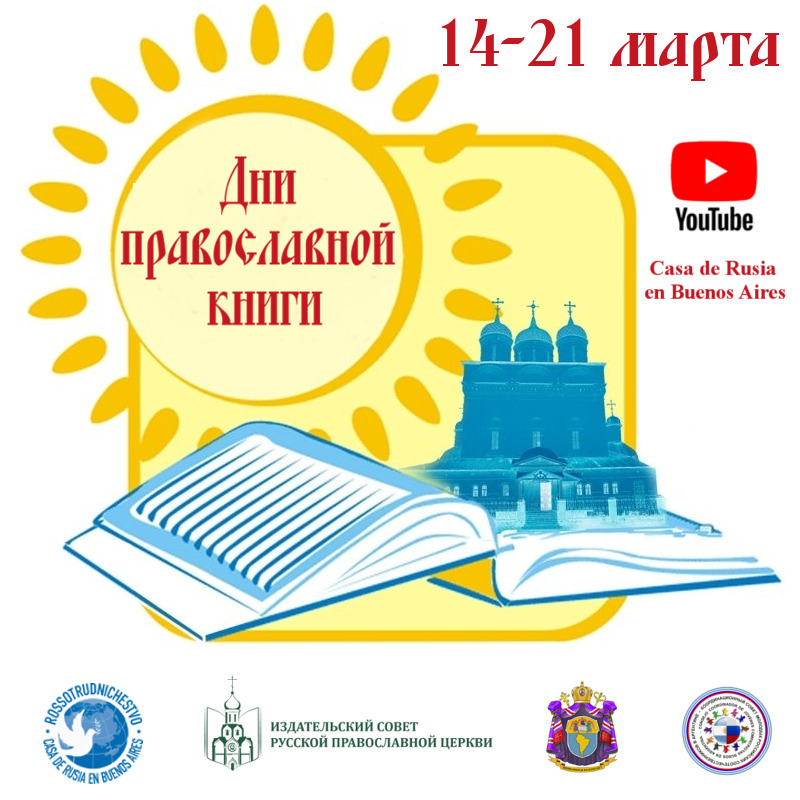 14-21 марта
Дни
православной
книги
YouTube
Casa de Rusia
en Buenos Aires
ROSSOTRUDNICHESTVO
CASA DE RUSIA EN BUENOS AIRES
ИЗДАТЕЛЬСКИЙ СОВЕТ
РУССКОЙ ПРАВОСЛАВНОЙ ЦЕРКВИ